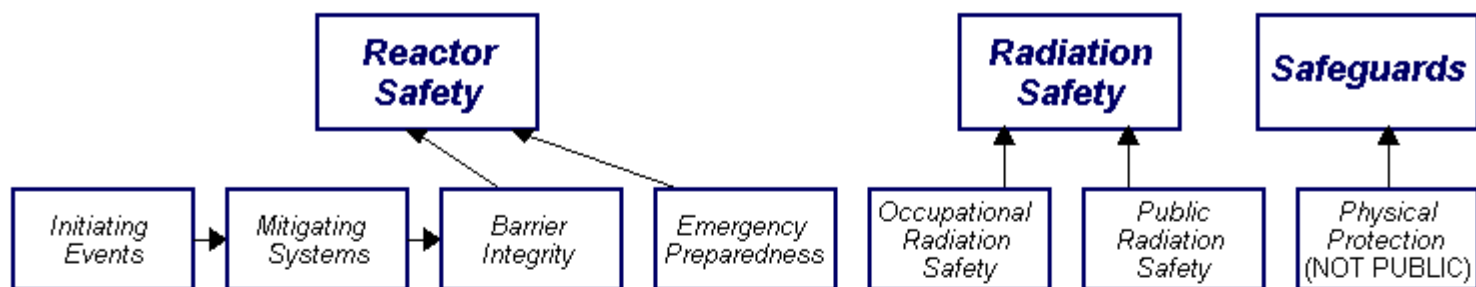 Reactor
Safety
Radiation
Safety
Safeguards
Initiating
Events
Mitigating
Systems
Barrier
Integrity
Emergency
Preparedness
Occupational
Radiation
Safety
Public
Radiation
Safety
Physical
Protection
(NOT PUBLIC)